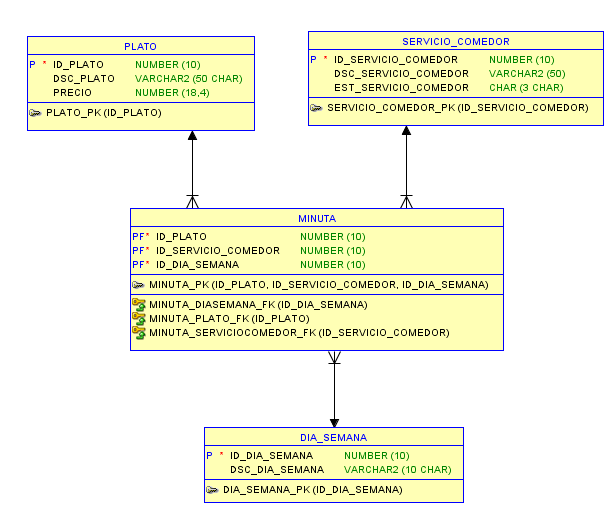 PLATO
P * ID_PLATO NUMBER (10)
DSC_PLATO VARCHAR2 (50 CHAR)
PRECIO NUMBER (18,4)
PLATO_PK (ID_PLATO)
SERVICIO_COMEDOR
P * ID_SERVICIO_COMEDOR NUMBER (10)
DSC_SERVICIO_COMEDOR VARCHAR2 (50)
EST_SERVICIO_COMEDOR CHAR (3 CHAR)
SERVICIO_COMEDOR_PK (ID_SERVICIO_COMEDOR)
MINUTA
PF* ID_PLATO NUMBER (10)
PF* ID_SERVICIO_COMEDOR NUMBER (10)
PF* ID_DIA_SEMANA NUMBER (10)
MINUTA_PK (ID_PLATO, ID_SERVICIO_COMEDOR, ID_DIA_SEMANA)
MINUTA_DIASEMANA_FK (ID_DIA_SEMANA)
MINUTA_PLATO_FK (ID_PLATO)
MINUTA_SERVICIOCOMEDOR_FK (ID_SERVICIO_COMEDOR)
DIA_SEMANA
P * ID_DIA_SEMANA NUMBER (10)
DSC_DIA_SEMANA VARCHAR2 (10 CHAR)
DIA_SEMANA_PK (ID_DIA_SEMANA)